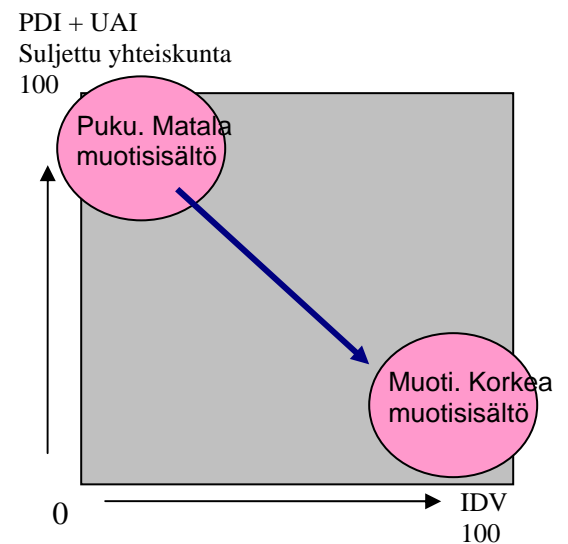 PDI + UAI
Suljettu yhteiskunta
100
Puku. Matala
muotisisältö
Muoti. Korkea
muotisisältö
0
IDV
100